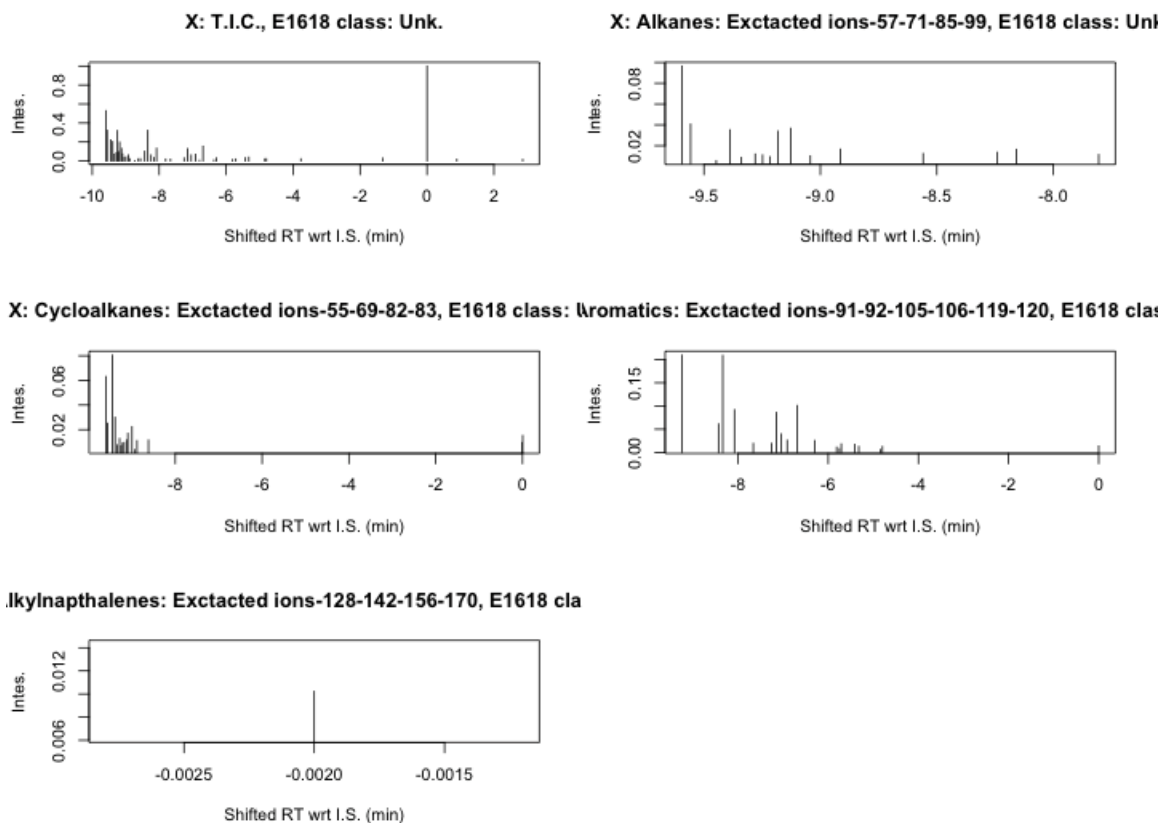 X: T.I.C., E1618 class: Unk.
Intes.
0.0 0.4 0.8
-10 -8 -6 -4 -2 0 2
Shifted RT wrt I.S. (min)
X: Alkanes: Exctacted ions-57-71-85-99, E1618 class: Unk
Intes.
0.02 0.08
-9.5 -9.0 -8.5 -8.0
Shifted RT wrt I.S. (min)
X: Cycloalkanes: Exctacted ions-55-69-82-83, E1618 class: U
Intes.
0.02 0.06
-8 -6 -4 -2 0
Shifted RT wrt I.S. (min)
Aromatics: Exctacted ions-91-92-105-106-119-120, E1618 clas
Intes.
0.00 0.15
-8 -6 -4 -2 0
Shifted RT wrt I.S. (min)
lkylnapthalenes: Exctacted ions-128-142-156-170, E1618 cla
Intes.
0.006 0.012
-0.0025 -0.0020 -0.0015
Shifted RT wrt I.S. (min)